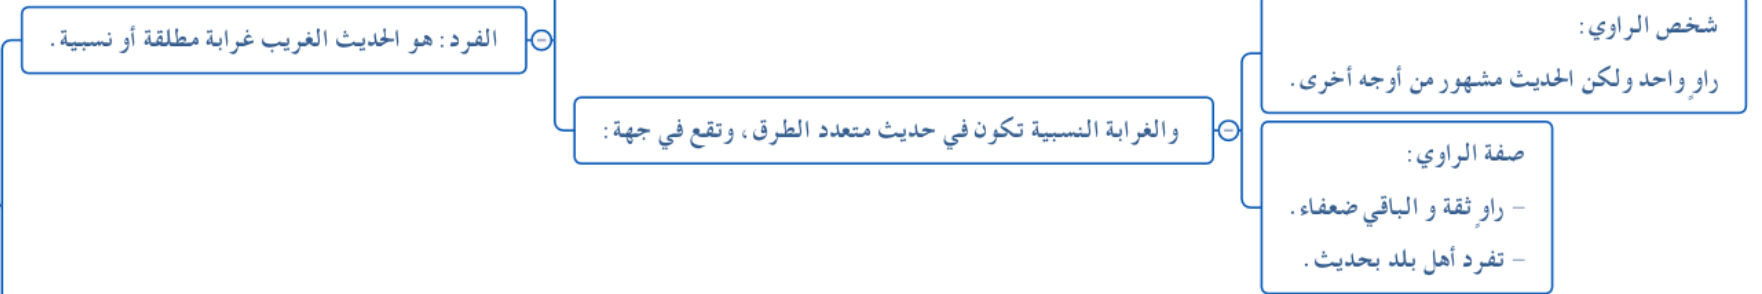 الفرد: هو الحديث الغريب غرابة مطلقة أو نسبية.
والغرابة النسبية تكون في حديث متعدد الطرق، وتقع في جهة:
شخص الراوي:
راوٍ واحد ولكن الحديث مشهور من أوجه أخرى.
صفة الراوي:
– راوٍ ثقة و الباقي ضعفاء.
– تفرد أهل بلد بحديث.